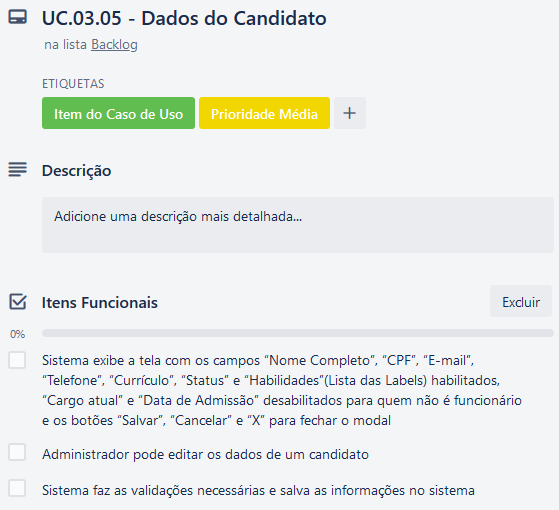 UC.03.05 - Dados do Candidato
na lista Backlog
ETIQUETAS
Item do Caso de Uso
Prioridade Média
+
Descrição
Adicione uma descrição mais detalhada...
Itens Funcionais
Excluir
0%
Sistema exibe a tela com os campos “Nome Completo”, “CPF”, “E-mail”,
“Telefone”, “Currículo”, “Status” e “Habilidades”(Lista das Labels) habilitados,
“Cargo atual” e “Data de Admissão” desabilitados para quem não é funcionário
e os botões “Salvar”, “Cancelar” e “X” para fechar o modal
Administrador pode editar os dados de um candidato
Sistema faz as validações necessárias e salva as informações no sistema